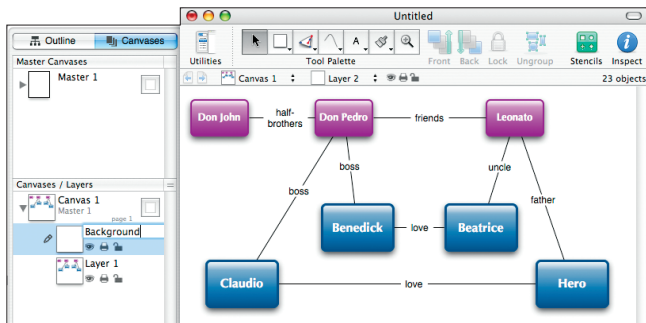 Outline
Canvases
Master Canvases
Master 1
Canvases / Layers
Canvas 1
Master 1
page 1
Background
Layer 1
Untitled
Utilities
Tool Palette
Front
Back
Lock
Ungroup
Stencils
Inspect
Canvas 1
Layer 2
23 objects
Don John
half-
brothers
Don Pedro
friends
Leonato
boss
boss
uncle
father
Benedick
love
Beatrice
Claudio
love
Hero